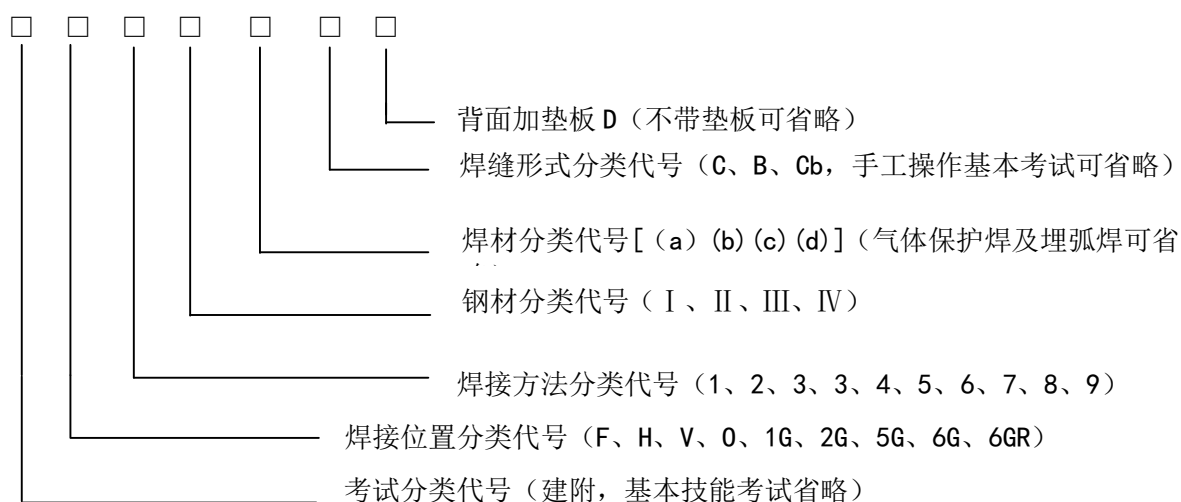 □ □ □ □ □ □ □
背面加垫板 D（不带垫板可省略）
焊缝形式分类代号（C、B、Cb，手工操作基本考试可省略）
焊材分类代号[（a）(b)(c)(d)]（气体保护焊及埋弧焊可省
钢材分类代号（Ⅰ、Ⅱ、Ⅲ、Ⅳ）
焊接方法分类代号（1、2、3、3、4、5、6、7、8、9）
焊接位置分类代号（F、H、V、O、1G、2G、5G、6G、6GR）
考试分类代号（建附，基本技能考试省略）